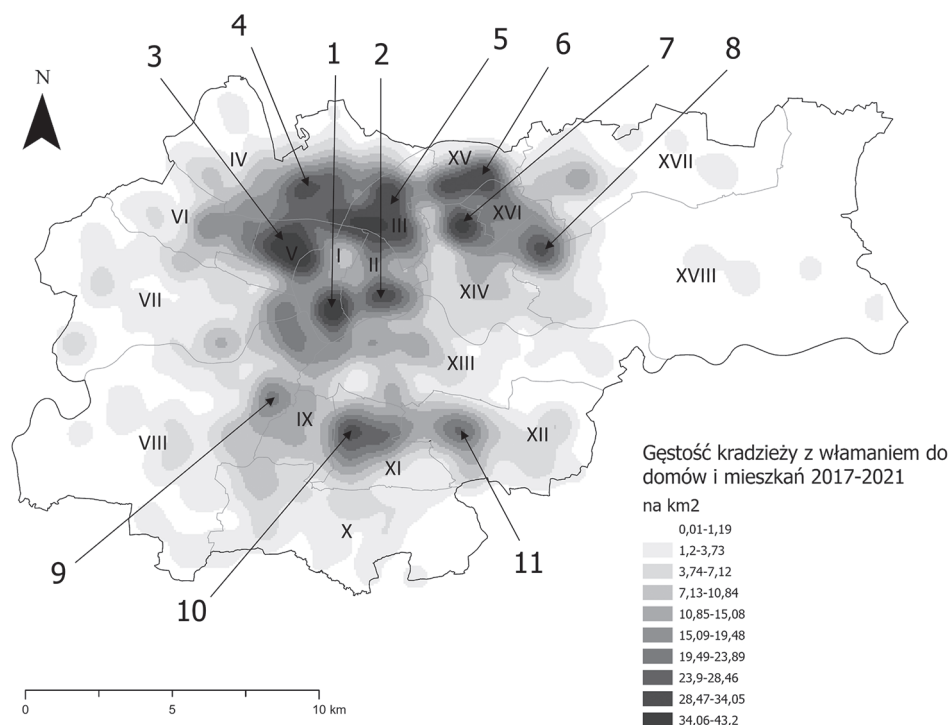 4
1
2
5
6
7
8
3
N
IV
XV
XVII
VI
III
XVI
V
I
II
XVIII
VII
XIV
XIII
IX
VIII
XII
XI
X
9
10
11
Gęstość kradzieży z włamaniem do
domów i mieszkań 2017-2021
na km2
0,01-1,19
1,2-3,73
3,74-7,12
7,13-10,84
10,85-15,08
15,09-19,48
19,49-23,89
23,9-28,46
28,47-34,05
34,06-43,2
0 5 10 km